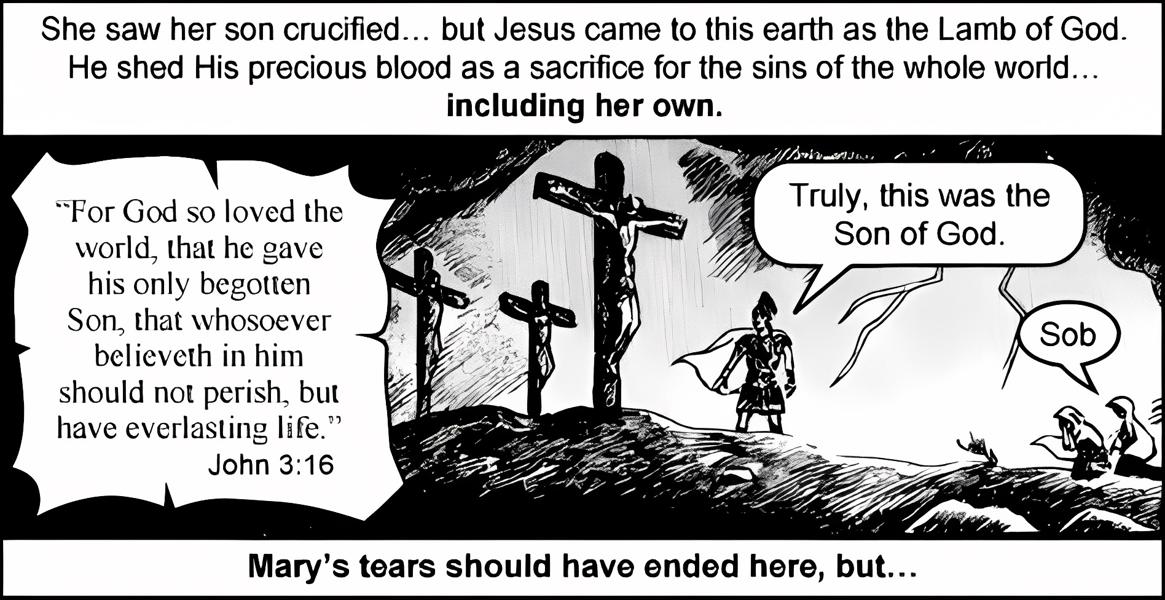 She saw her son crucified... but Jesus came to this earth as the Lamb of God.
He shed His precious blood as a sacrifice for the sins of the whole world...
including her own.
“For God so loved the
world, that he gave
his only begotten
Son, that whosoever
believeth in him
should not perish, but
have everlasting life.”
John 3:16
Truly, this was the
Son of God.
Sob
Mary’s tears should have ended here, but...